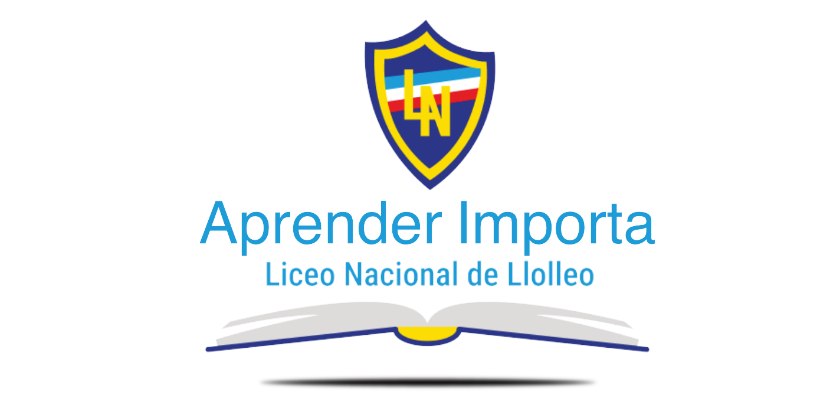 LN
Aprender Importa
Liceo Nacional de Llolleo